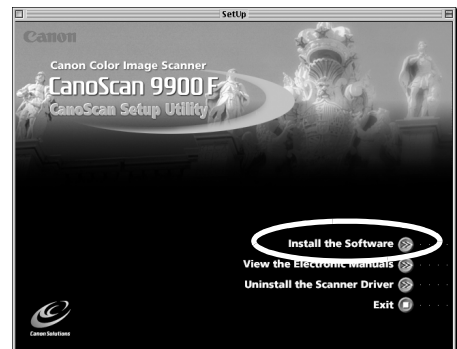 SetUp
Canon
Canon Color Image Scanner
CanoScan 9900F
CanoScan Setup Utility
Install the Software
View the Electronic Manuals
Uninstall the Scanner Driver
Exit
Canon Solutions